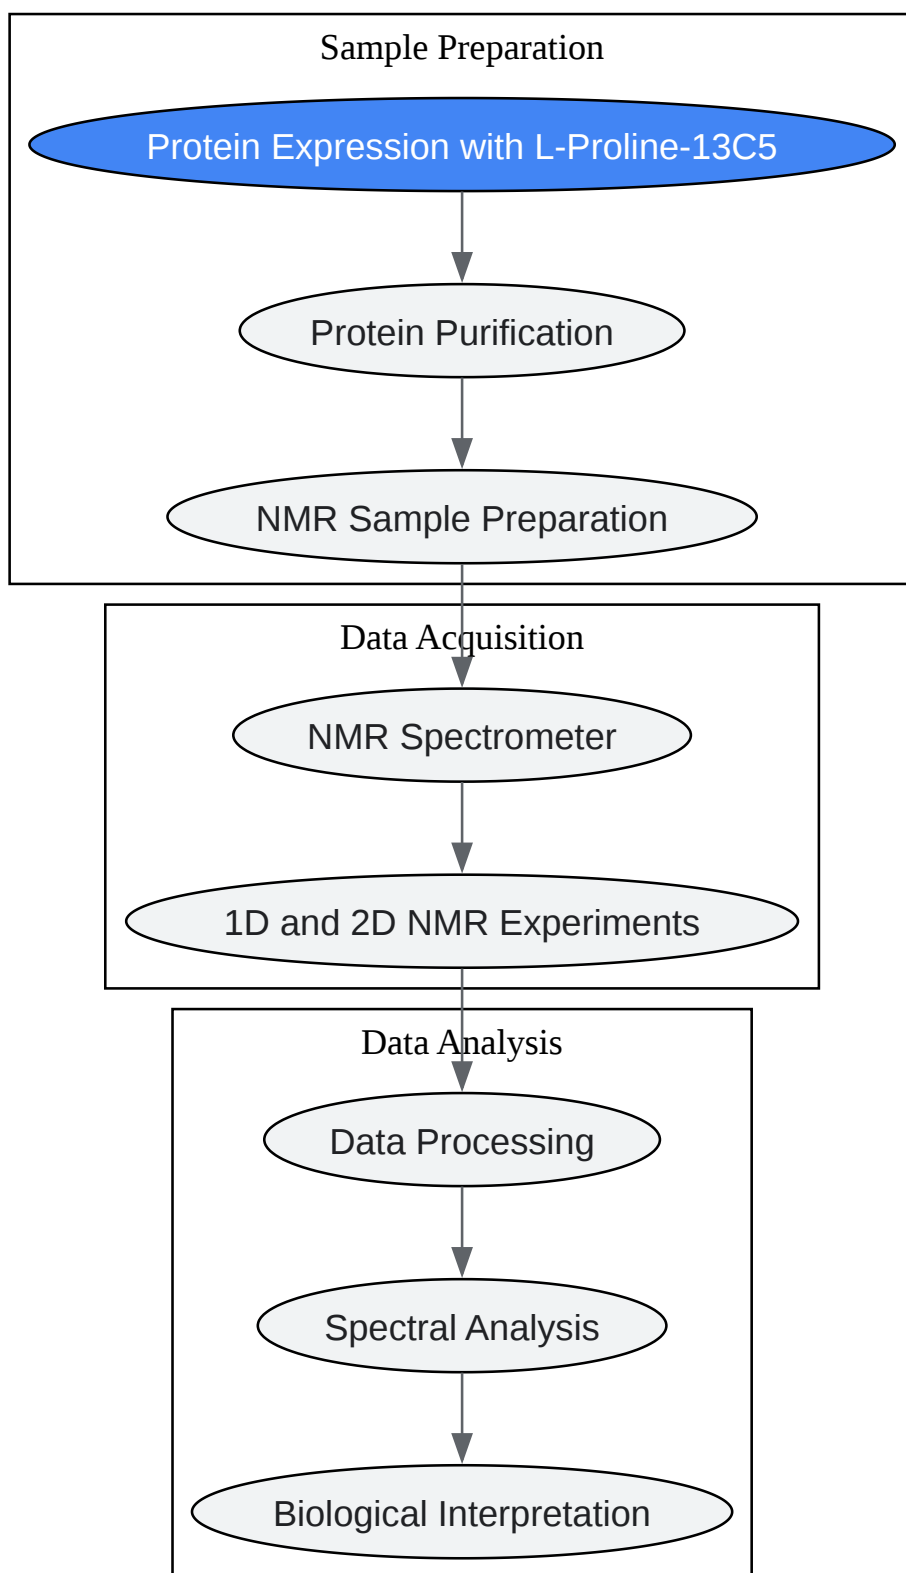 Sample Preparation
Protein Expression with L-Proline-13C5
Protein Purification
NMR Sample Preparation
Data Acquisition
NMR Spectrometer
1D and 2D NMR Experiments
Data Analysis
Data Processing
Spectral Analysis
Biological Interpretation